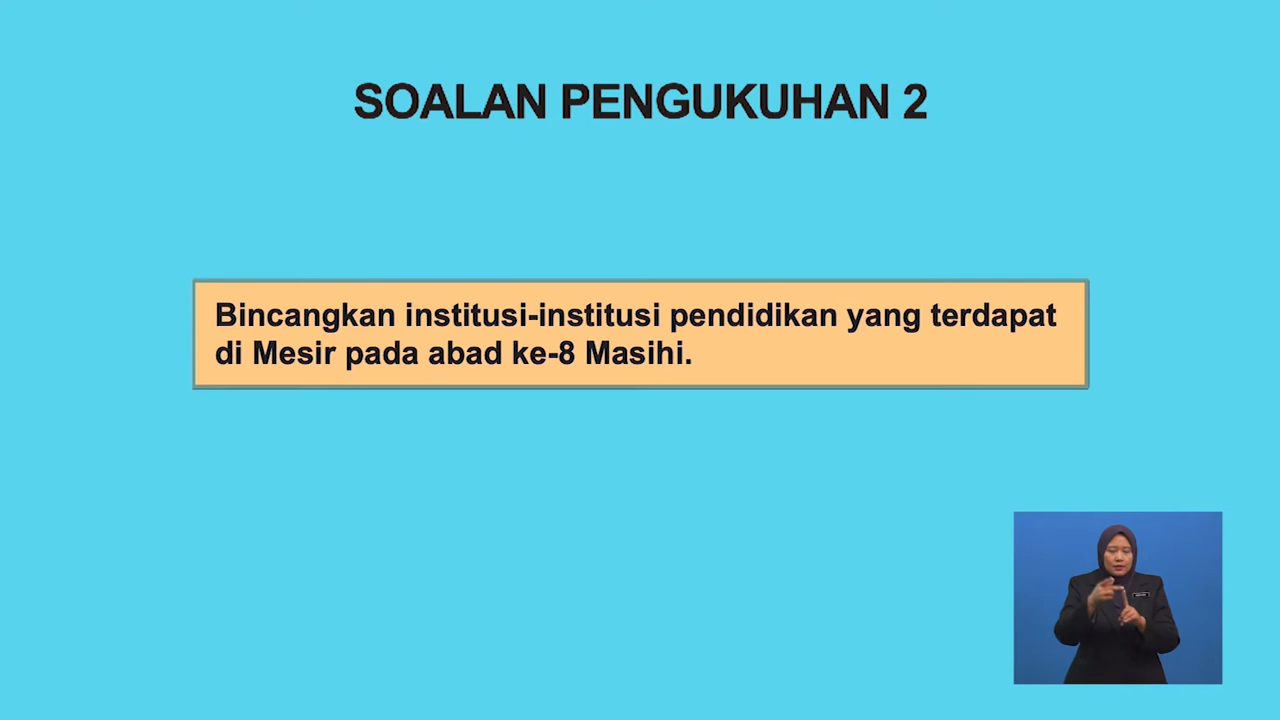 SOALAN PENGUKUHAN 2
Bincangkan institusi-institusi pendidikan yang terdapat
di Mesir pada abad ke-8 Masihi.